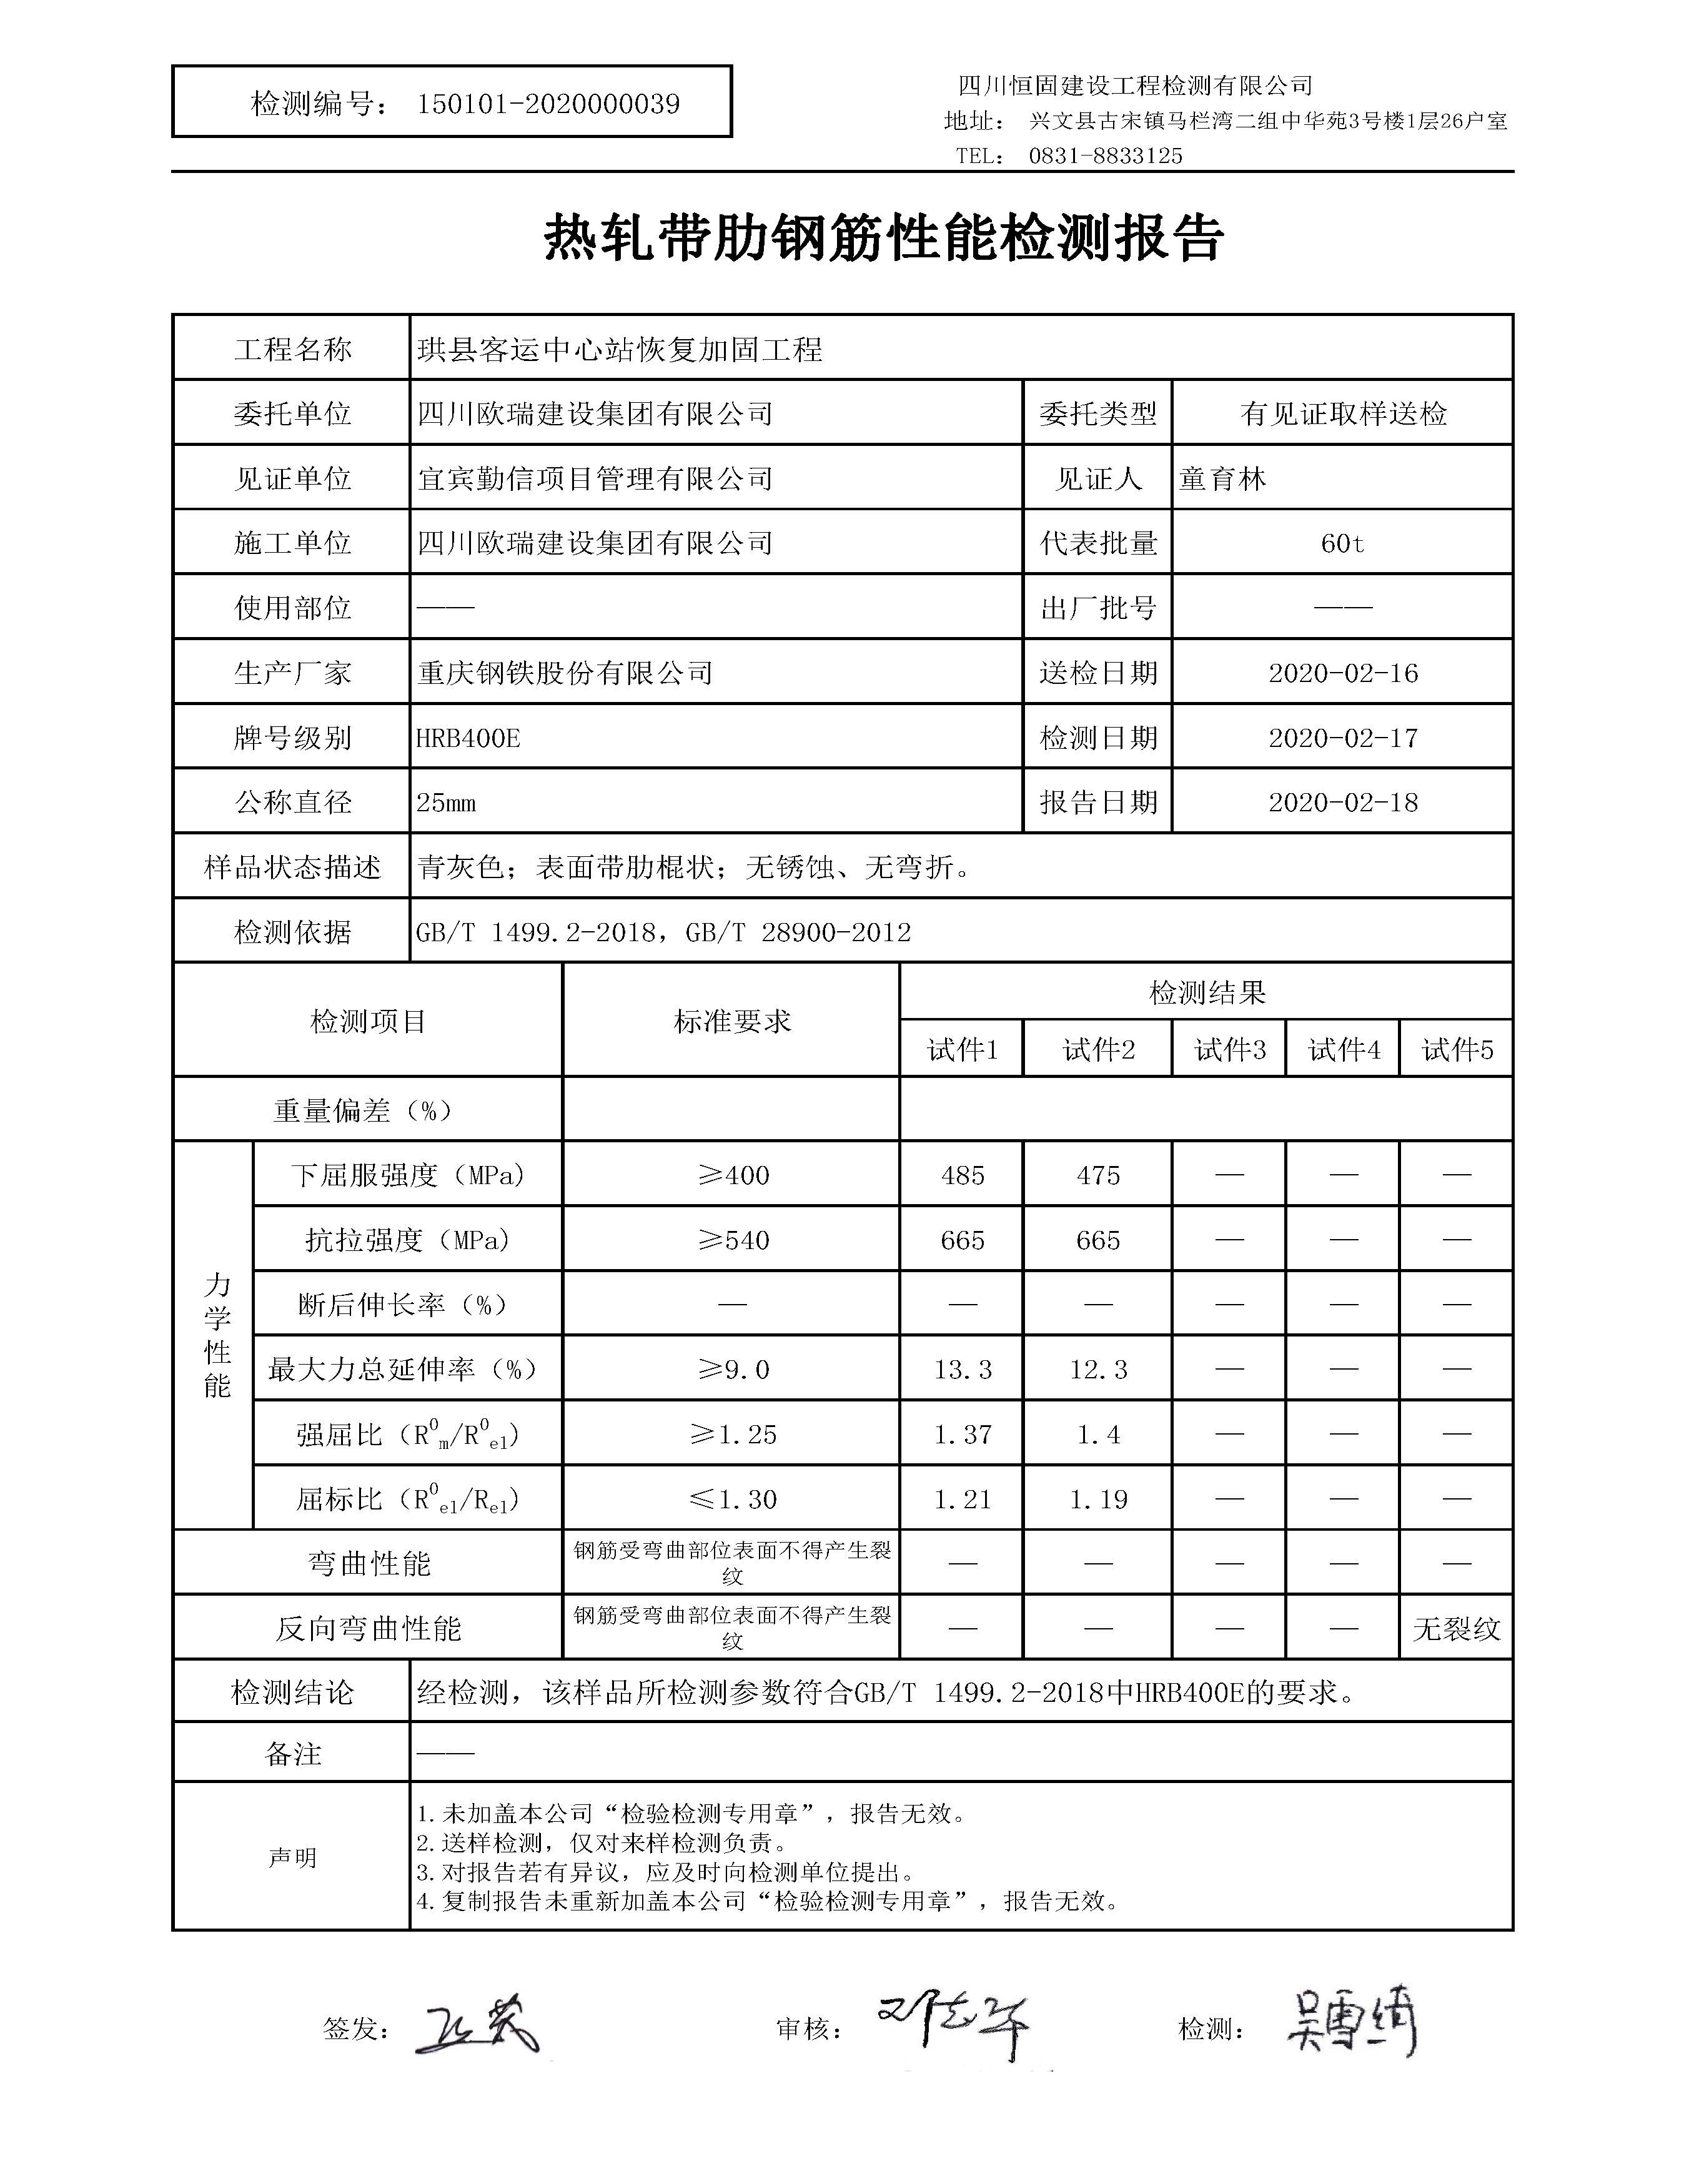 检测编号： 150101-2020000039
四川恒固建设工程检测有限公司
地址： 兴文县古宋镇马栏湾二组中华苑3号楼1层26户室
TEL： 0831-8833125
热轧带肋钢筋性能检测报告
工程名称 珙县客运中心站恢复加固工程
委托单位 四川欧瑞建设集团有限公司 委托类型 有见证取样送检
见证单位 宜宾勤信项目管理有限公司 见证人 童育林
施工单位 四川欧瑞建设集团有限公司 代表批量 60t
使用部位 —— 出厂批号 ——
生产厂家 重庆钢铁股份有限公司 送检日期 2020-02-16
牌号级别 HRB400E 检测日期 2020-02-17
公称直径 25mm 报告日期 2020-02-18
样品状态描述 青灰色；表面带肋棍状；无锈蚀、无弯折。
检测依据 GB/T 1499.2-2018，GB/T 28900-2012
检测项目 标准要求 检测结果
试件1 试件2 试件3 试件4 试件5
重量偏差（%）
力学性能
下屈服强度（MPa） ≥400 485 475 — — —
抗拉强度（MPa） ≥540 665 665 — — —
断后伸长率（%） — — — — — —
最大力总延伸率（%） ≥9.0 13.3 12.3 — — —
强屈比（R⁰m/R⁰el） ≥1.25 1.37 1.4 — — —
屈标比（R⁰el/Rel） ≤1.30 1.21 1.19 — — —
弯曲性能 钢筋受弯曲部位表面不得产生裂纹 — — — — —
反向弯曲性能 钢筋受弯曲部位表面不得产生裂纹 — — — — 无裂纹
检测结论 经检测，该样品所检测参数符合GB/T 1499.2-2018中HRB400E的要求。
备注 ——
声明
1.未加盖本公司“检验检测专用章”，报告无效。
2.送样检测，仅对来样检测负责。
3.对报告若有异议，应及时向检测单位提出。
4.复制报告未重新加盖本公司“检验检测专用章”，报告无效。
签发： 审核： 检测： 吴雪绮